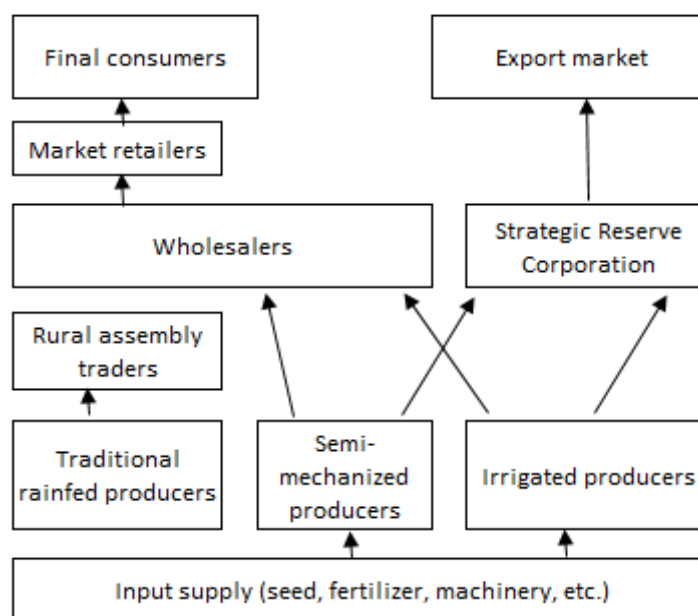 Final consumers
Export market
Market retailers
Wholesalers
Strategic Reserve
Corporation
Rural assembly
traders
Traditional
rainfed producers
Semi-
mechanized
producers
Irrigated producers
Input supply (seed, fertilizer, machinery, etc.)